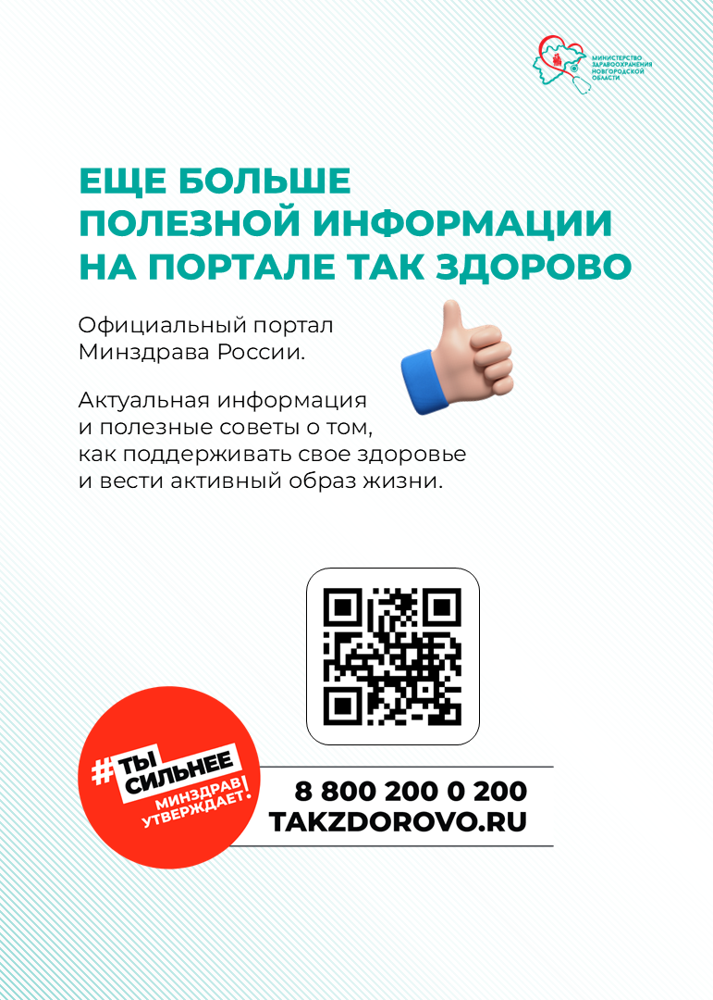 МИНИСТЕРСТВО
ЗДРАВООХРАНЕНИЯ
НОВГОРОДСКОЙ
ОБЛАСТИ
ЕЩЕ БОЛЬШЕ
ПОЛЕЗНОЙ ИНФОРМАЦИИ
НА ПОРТАЛЕ ТАК ЗДОРОВО
Официальный портал
Минздрава России.
Актуальная информация
и полезные советы о том,
как поддерживать свое здоровье
и вести активный образ жизни.
#ТЫ
СИЛЬНЕЕ
МИНЗДРАВ
УТВЕРЖДАЕТ!
8 800 200 0 200
TAKZDOROVO.RU